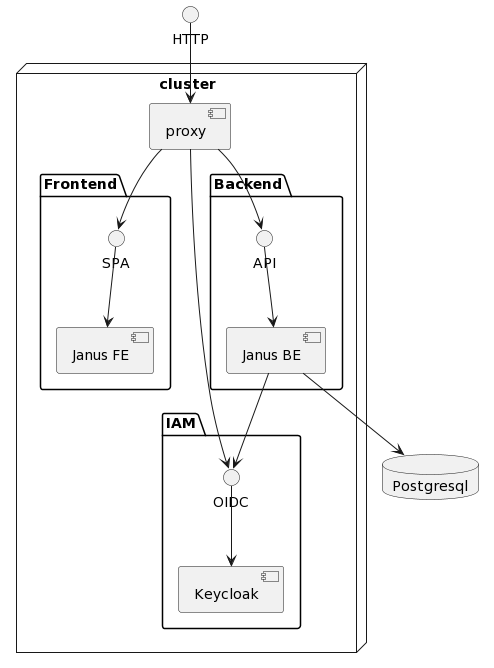 HTTP
cluster
proxy
Frontend
Backend
SPA
API
Janus FE
Janus BE
IAM
Postgresql
OIDC
Keycloak